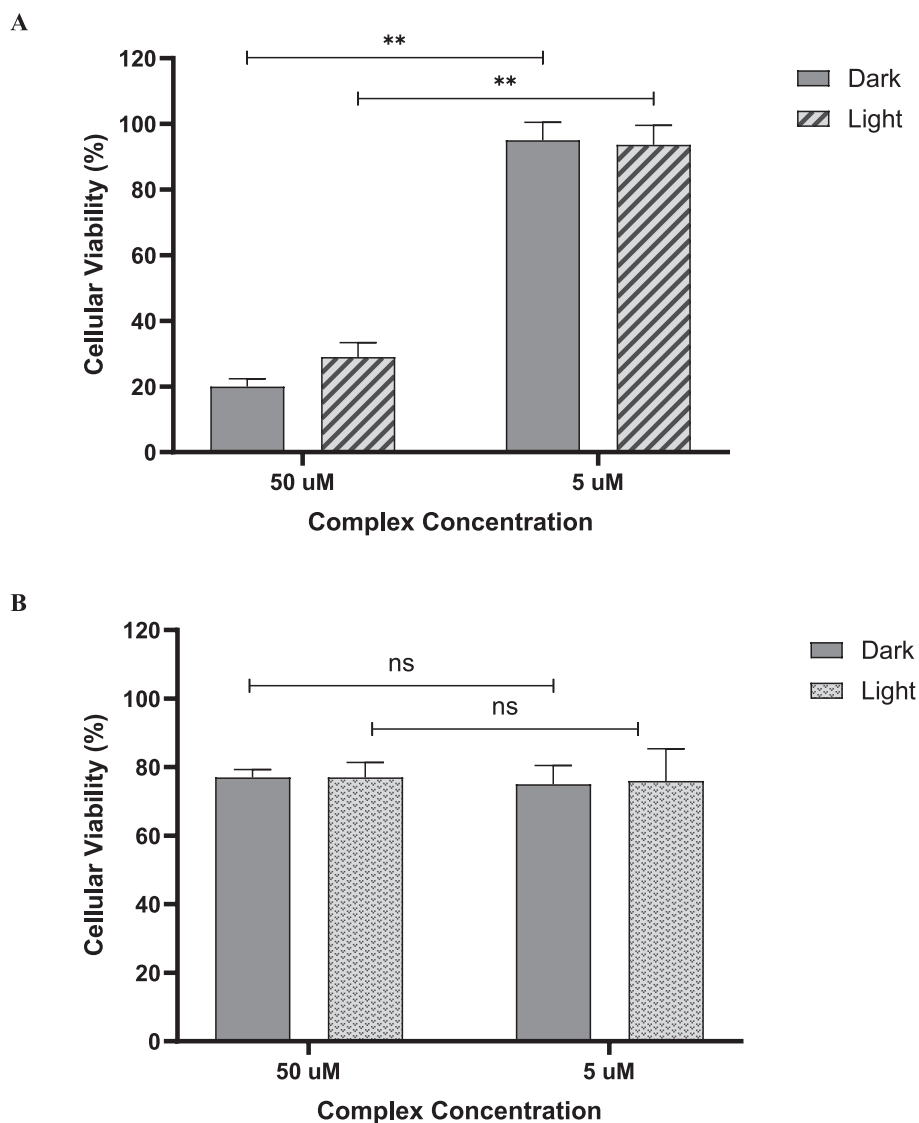 A
**
**
Dark
Light
120
100
80
60
40
20
0
Cellular Viability (%)
50 uM
5 uM
Complex Concentration
B
ns
ns
Dark
Light
120
100
80
60
40
20
0
Cellular Viability (%)
50 uM
5 uM
Complex Concentration